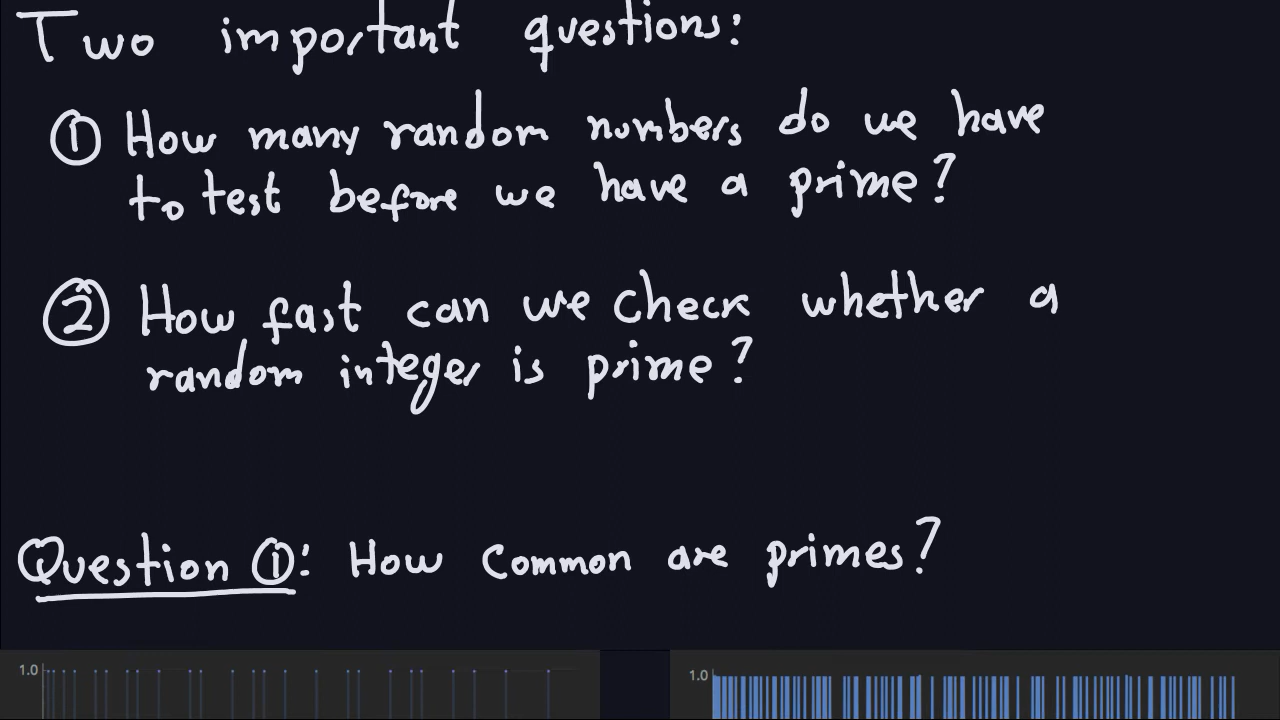 Two important questions:
① How many random numbers do we have
to test before we have a prime?
② How fast can we check whether a
random integer is prime?
Question ①: How common are primes?
1.0
1.0